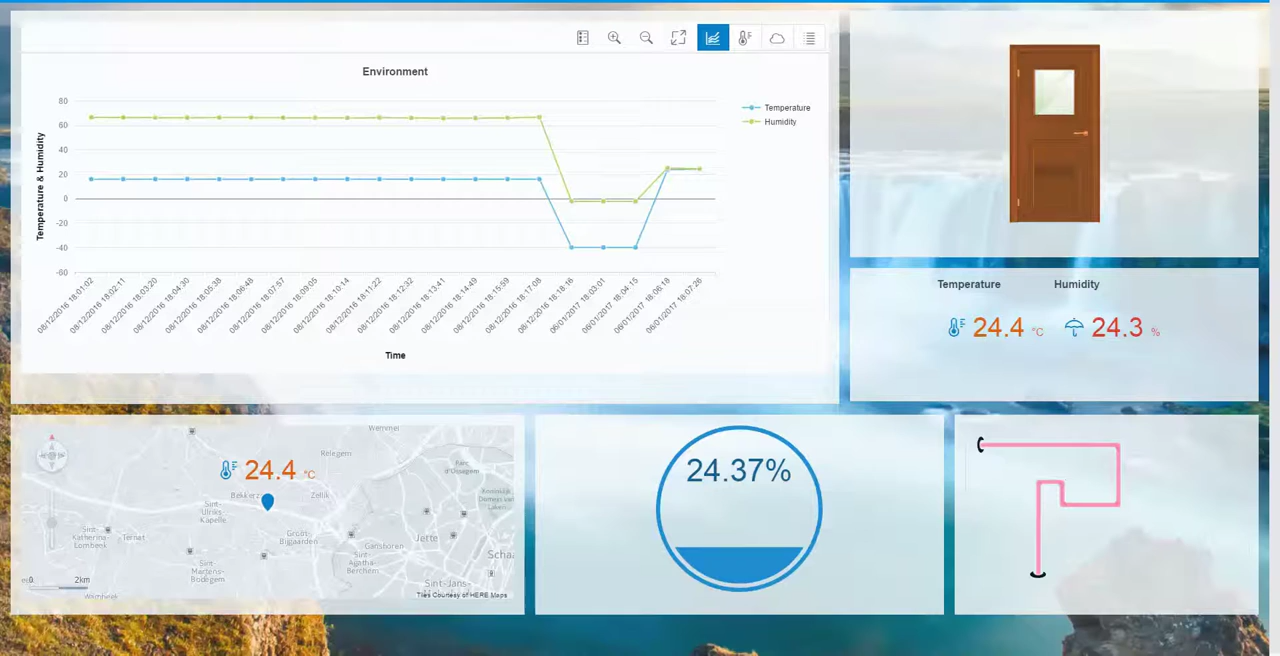 Environment
Temperature
Humidity
Temperature & Humidity
80
60
40
20
0
-20
-40
-60
08/12/2016 18:01:02
08/12/2016 18:02:11
08/12/2016 18:03:20
08/12/2016 18:04:30
08/12/2016 18:05:38
08/12/2016 18:06:48
08/12/2016 18:07:57
08/12/2016 18:09:05
08/12/2016 18:10:14
08/12/2016 18:11:22
08/12/2016 18:12:32
08/12/2016 18:13:41
08/12/2016 18:14:49
08/12/2016 18:15:59
08/12/2016 18:17:08
08/12/2016 18:18:16
06/01/2017 18:03:01
06/01/2017 18:04:15
06/01/2017 18:06:18
06/01/2017 18:07:26
Time
Temperature Humidity
24.4 °C 24.3 %
Wemmel
Relegem
24.4 °C
Zellik
Sint-
Ulriks
Kapelle
Sint-
Katherina-
Lombeek
Ternat
Groot
Bijgaarden
Ganshoren
Jette
Scha
Sint-
Agatha-
Berchem
Sint-
Martens-
Bodegem
Sint-Jans-
0 2km
Tiles Courtesy of HERE Maps
24.37%